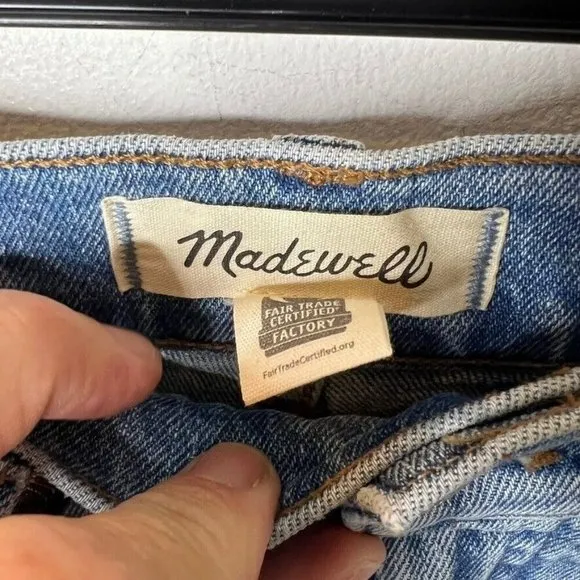 Madewell
FAIR TRADE
CERTIFIED
FACTORY
FairTradeCertified.org